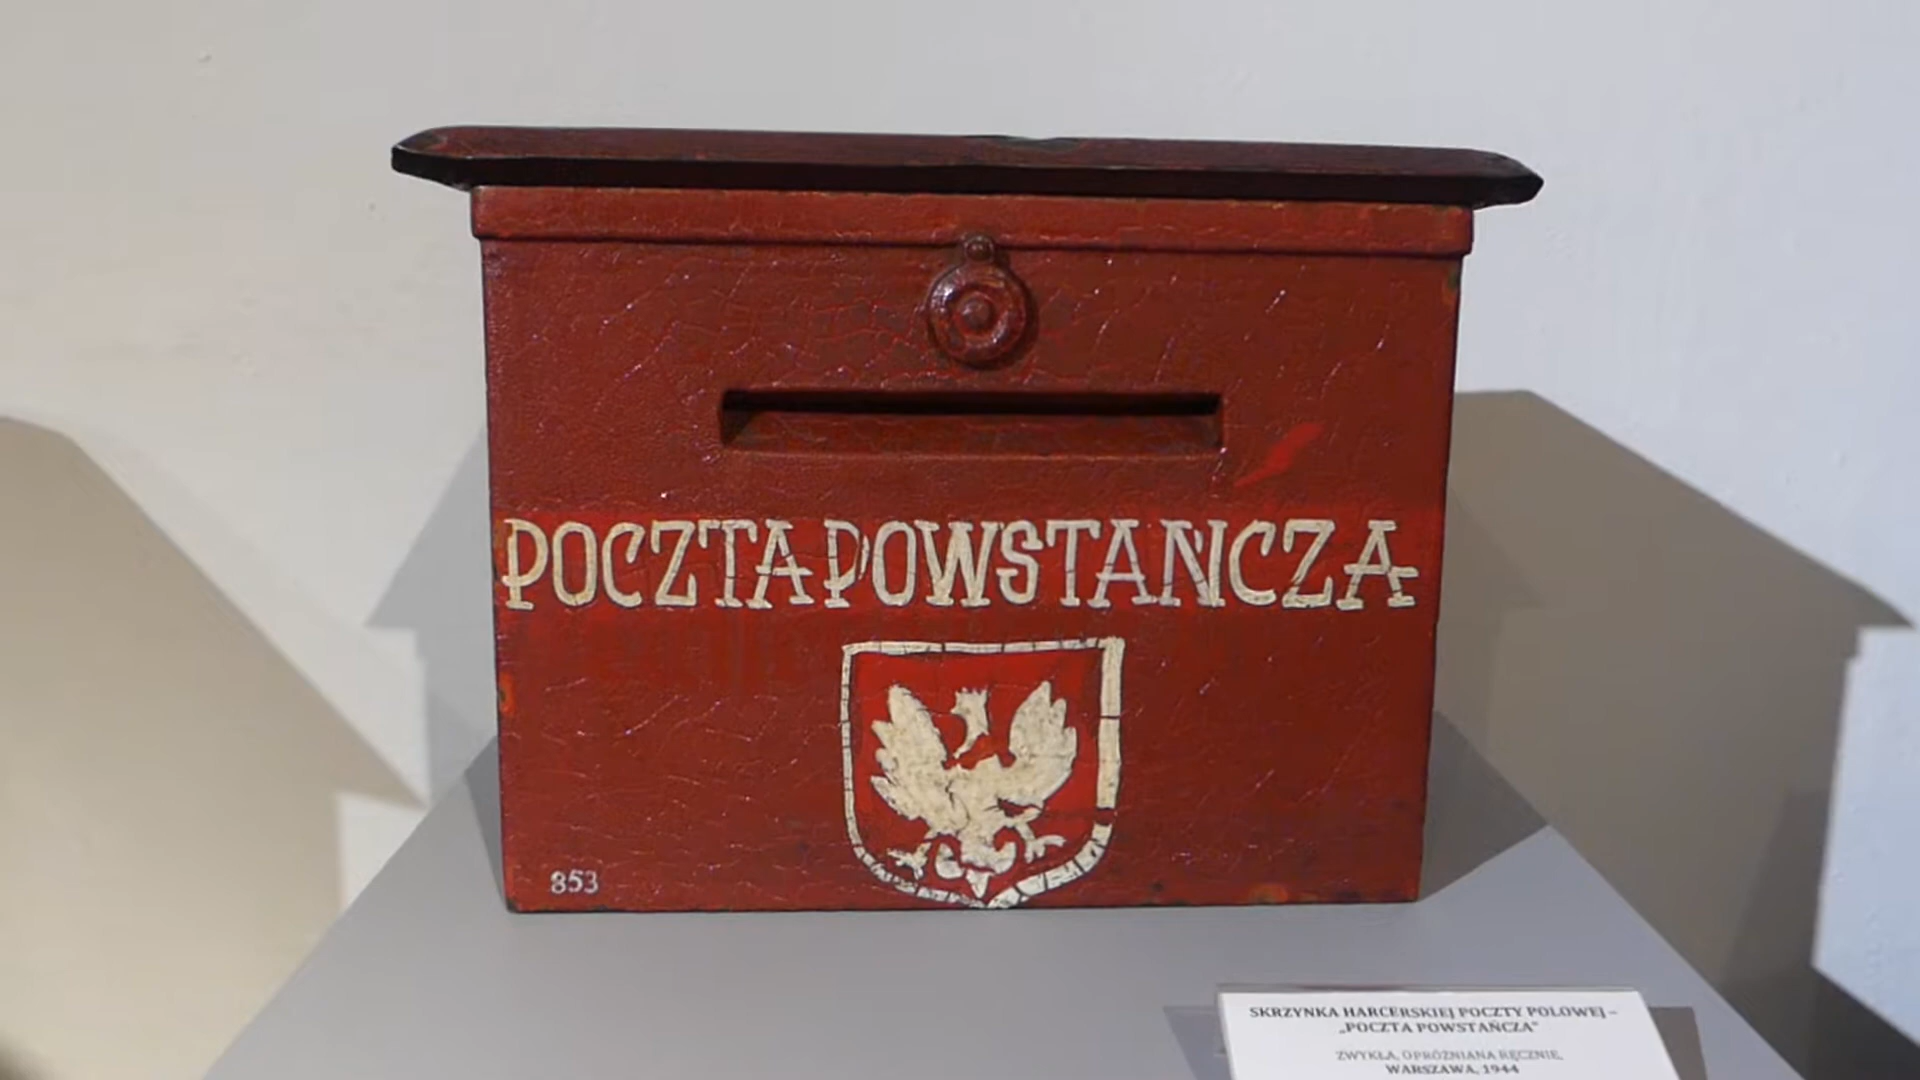 POCZTA POWSTAŃCZA
853
SKRZYNKA HARCERSKIEJ POCZTY POLOWEJ –
„POCZTA POWSTAŃCZA”
ZWYKŁA, OPRÓŻNIANA RĘCZNIE,
WARSZAWA, 1944